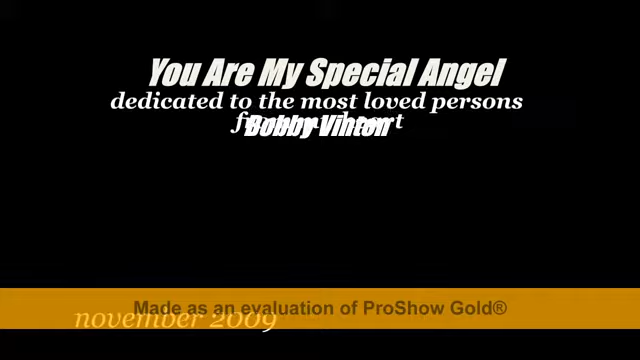 You Are My Special Angel
dedicated to the most loved persons
Bobby Vinton
Made as an evaluation of ProShow Gold®
november 2009